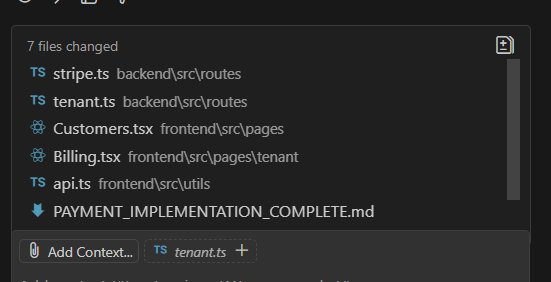 7 files changed
TS stripe.ts backend\src\routes
TS tenant.ts backend\src\routes
Customers.tsx frontend\src\pages
Billing.tsx frontend\src\pages\tenant
TS api.ts frontend\src\utils
PAYMENT_IMPLEMENTATION_COMPLETE.md
Add Context... TS tenant.ts +